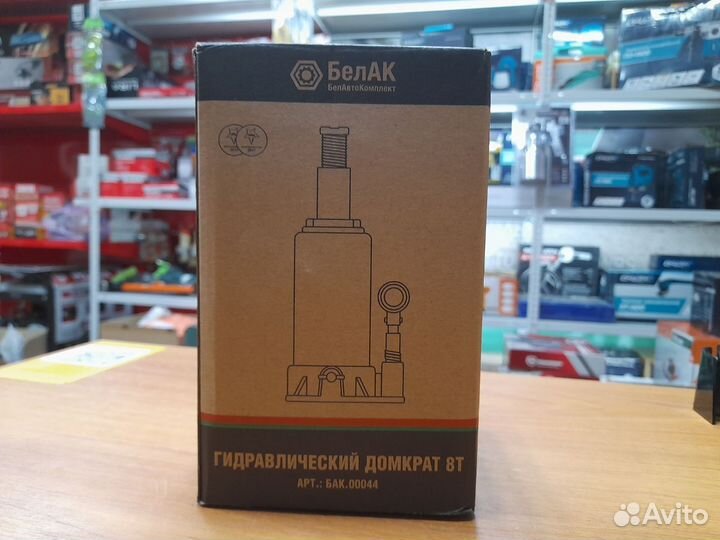 БелАК
БелАвтоКомплект
ГИДРАВЛИЧЕСКИЙ ДОМКРАТ 8Т
АРТ.: БАК.00044
Avito